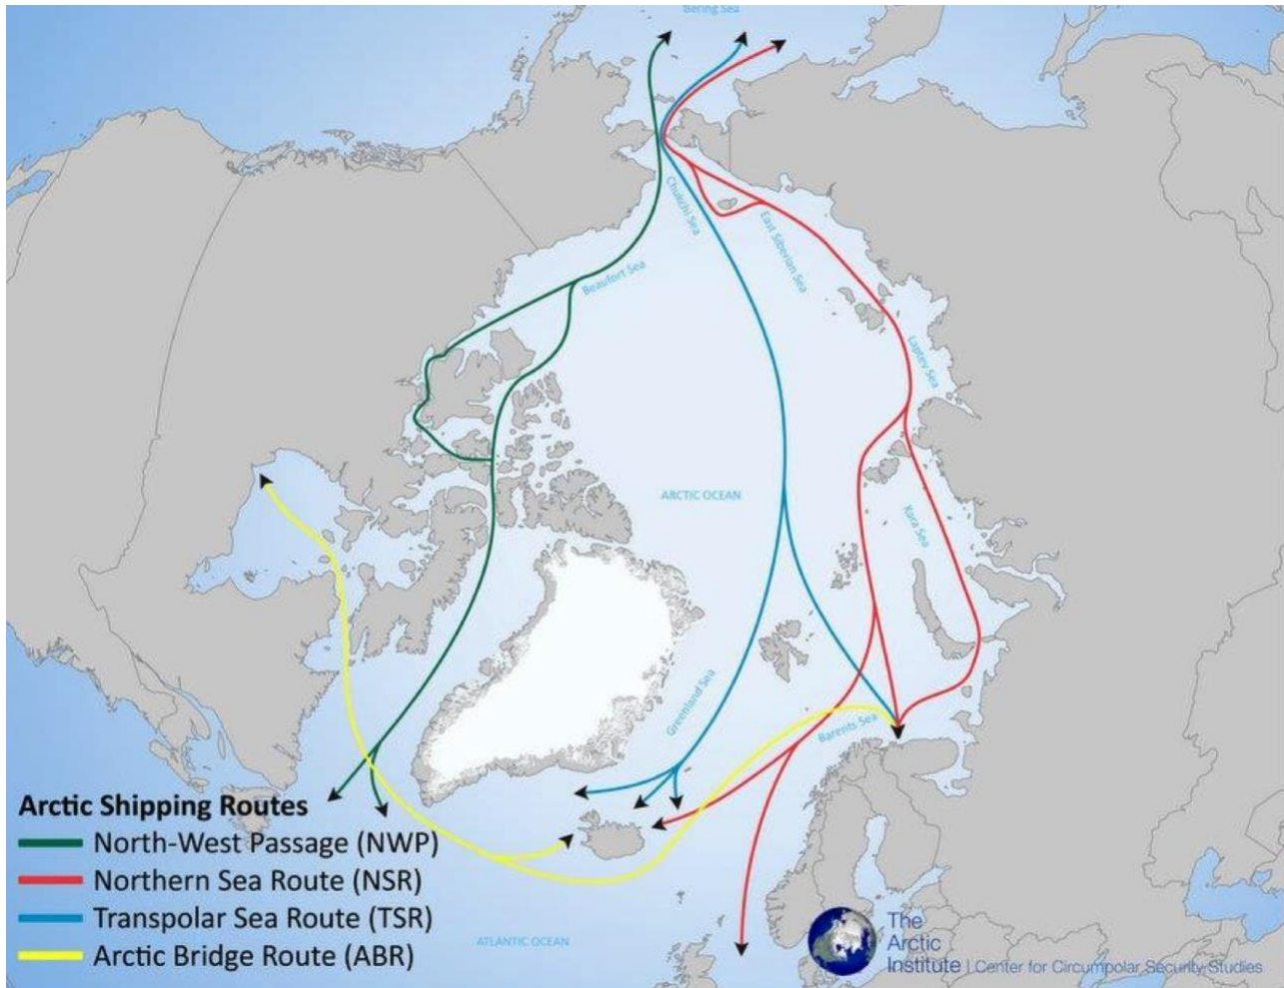 Bering Sea
Chukchi Sea
East Siberian Sea
Beaufort Sea
Laptev Sea
ARCTIC OCEAN
Kara Sea
Greenland Sea
Barents Sea
Arctic Shipping Routes
North-West Passage (NWP)
Northern Sea Route (NSR)
Transpolar Sea Route (TSR)
Arctic Bridge Route (ABR)
ATLANTIC OCEAN
The
Arctic
Institute | Center for Circumpolar Security Studies